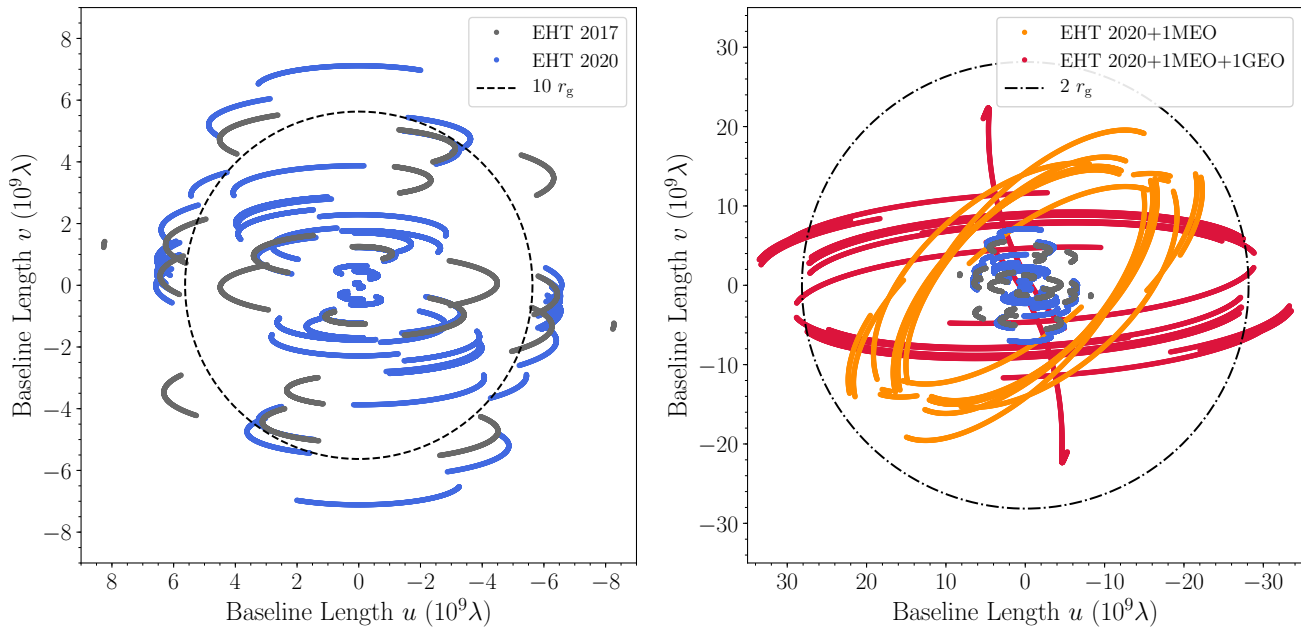 EHT 2017
EHT 2020
10 r_g
8
6
4
2
0
−2
−4
−6
−8
8 6 4 2 0 −2 −4 −6 −8
Baseline Length u (10⁹λ)
Baseline Length v (10⁹λ)
EHT 2020+1MEO
EHT 2020+1MEO+1GEO
2 r_g
30
20
10
0
−10
−20
−30
30 20 10 0 −10 −20 −30
Baseline Length u (10⁹λ)
Baseline Length v (10⁹λ)